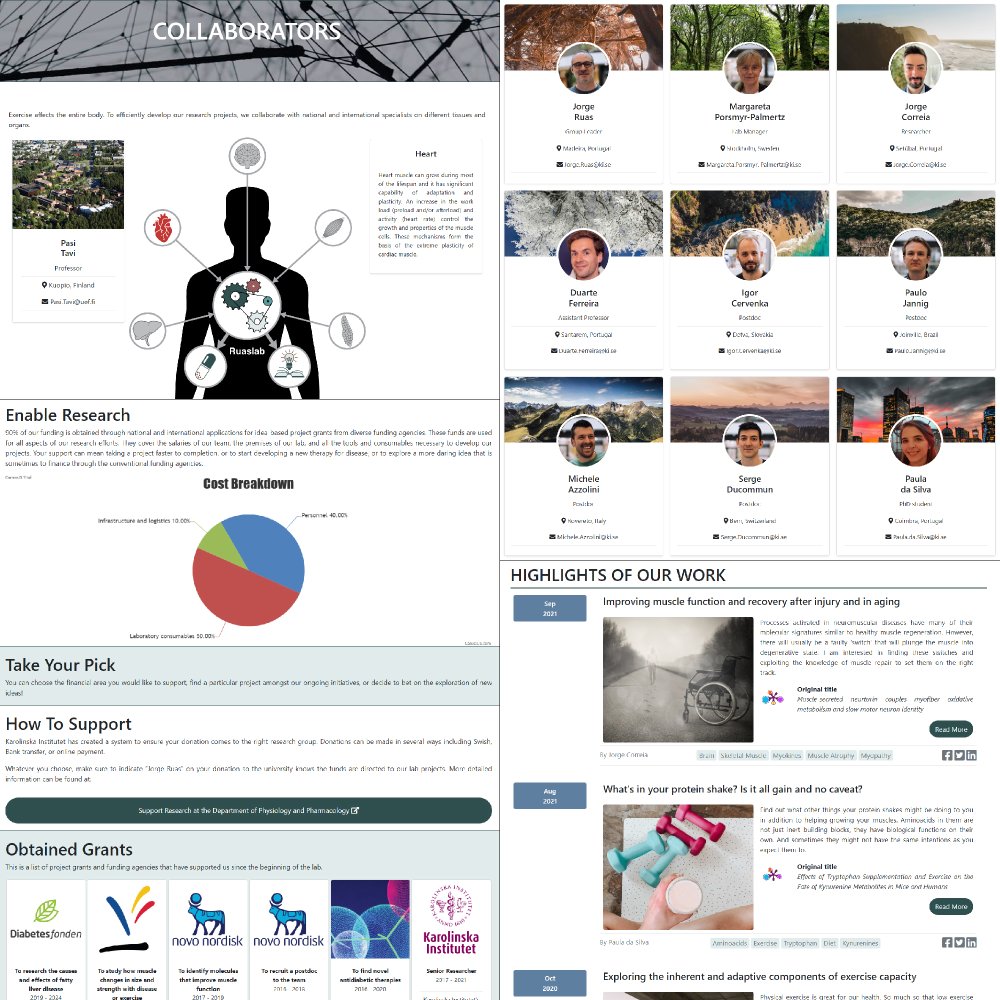 COLLABORATORS
Exercise affects the entire body. To efficiently develop our research projects, we collaborate with national and international specialists on different tissues and
organs.
Pasi
Tavi
Professor
Kuopio, Finland
Pasi.Tavi@uef.fi
Ruaslab
Heart
Heart muscle can grow during most
of the lifespan and it has significant
capability of adaptation and
plasticity. An increase in the work
load (preload and/or afterload) and
activity (heart rate) control the
growth and properties of the muscle
cells. These mechanisms form the
basis of the extreme plasticity of
cardiac muscle.
Enable Research
90% of our funding is obtained through national and international applications for idea-based project grants from diverse funding agencies. These funds are used
for all aspects of our research efforts. They cover the salaries of our team, the premises of our lab, and all the tools and consumables necessary to develop our
projects. Your support can mean taking a project faster to completion, or to start developing a new therapy for disease, or to explore a more daring idea that is
sometimes to finance through the conventional funding agencies.
Cost Breakdown
Infrastructure and logistics 10.00%
Personnel 40.00%
Laboratory consumables 50.00%
Take Your Pick
You can choose the financial area you would like to support, find a particular project amongst our ongoing initiatives, or decide to bet on the exploration of new
ideas!
How To Support
Karolinska Institutet has created a system to ensure your donation comes to the right research group. Donations can be made in several ways including Swish,
Bank transfer, or online payment.
Whatever you choose, make sure to indicate "Jorge Ruas" on your donation to the university knows the funds are directed to our lab projects. More detailed
information can be found at:
Support Research at the Department of Physiology and Pharmacology
Obtained Grants
This is a list of project grants and funding agencies that have supported us since the beginning of the lab.
Diabetesfonden
To research the causes
and effects of fatty
liver disease
2019 - 2024
To study how muscle
changes in size and
strength with disease
or exercise
novo nordisk
To identify molecules
that improve muscle
function
2017 - 2019
novo nordisk
To recruit a postdoc
to the team
2016 - 2018
To find novel
antidiabetic therapies
2016 - 2020
KAROLINSKA INSTITUTET
Karolinska
Institutet
Senior Researcher
2017 - 2021
Jorge
Ruas
Group Leader
Matleira, Portugal
Jorge.Ruas@ki.se
Margareta
Porsmyr-Palmertz
Lab Manager
Stockholm, Sweden
Margareta.Porsmyr-Palmertz@ki.se
Jorge
Correia
Researcher
Setúbal, Portugal
Jorge.Correia@ki.se
Duarte
Ferreira
Assistant Professor
Santarem, Portugal
Duarte.Ferreira@ki.se
Igor
Cervenka
Postdoc
Detva, Slovakia
Igor.Cervenka@ki.se
Paulo
Jannig
Postdoc
Joinville, Brazil
Paulo.Jannig@ki.se
Michele
Azzolini
Postdoc
Rovereto, Italy
Michele.Azzolini@ki.se
Serge
Ducommun
Postdoc
Bern, Switzerland
Serge.Ducommun@ki.se
Paula
da Silva
PhD student
Coimbra, Portugal
Paula.da.Silva@ki.se
HIGHLIGHTS OF OUR WORK
Sep
2021
Improving muscle function and recovery after injury and in aging
Processes activated in neuromuscular diseases have many of their
molecular signatures similar to healthy muscle regeneration. However,
there will usually be a faulty 'switch' that will plunge the muscle into
degenerative state. I am interested in finding these switches and
exploiting the knowledge of muscle repair to set them on the right
track.
Original title
Muscle-secreted neurturin couples myofiber oxidative
metabolism and slow motor neuron identity
Read More
By Jorge Correia
Brain Skeletal Muscle Myokines Muscle Atrophy Myopathy
Aug
2021
What's in your protein shake? Is it all gain and no caveat?
Find out what other things your protein shakes might be doing to you
in addition to helping growing your muscles. Aminoacids in them are
not just inert building blocks, they have biological functions on their
own. And sometimes they might not have the same intentions as you
expect them to.
Original title
Effects of Tryptophan Supplementation and Exercise on the
Fate of Kynurenine Metabolites in Mice and Humans
Read More
By Paula da Silva
Aminoacids Exercise Tryptophan Diet Kynurenines
Oct
2020
Exploring the inherent and adaptive components of exercise capacity
Physical exercise is great for our health. So much so that low exercise